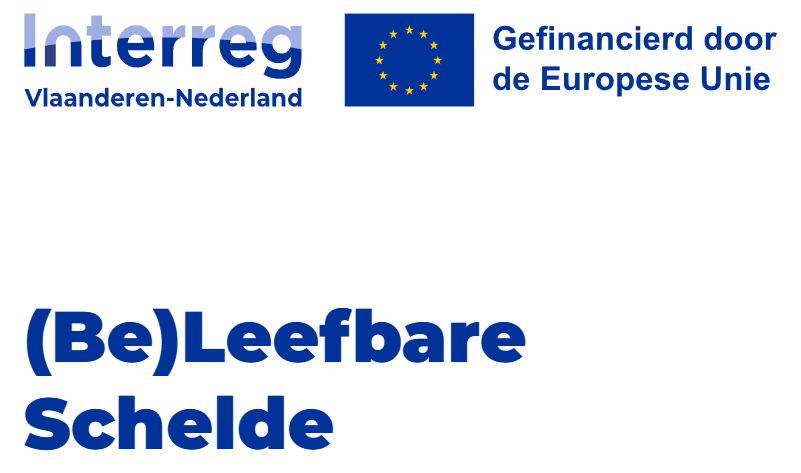 Interreg
Vlaanderen-Nederland
Gefinancierd door
de Europese Unie
(Be)Leefbare
Schelde